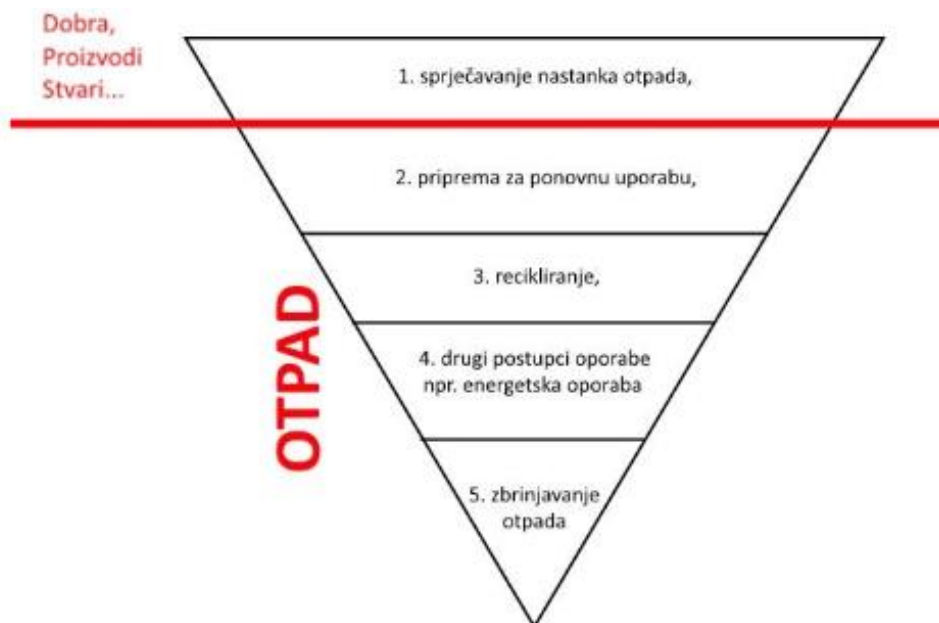 Dobra,
Proizvodi
Stvari...
1. sprječavanje nastanka otpada,
2. priprema za ponovnu uporabu,
3. recikliranje,
OTPAD
4. drugi postupci oporabe
npr. energetska oporaba
5. zbrinjavanje
otpada